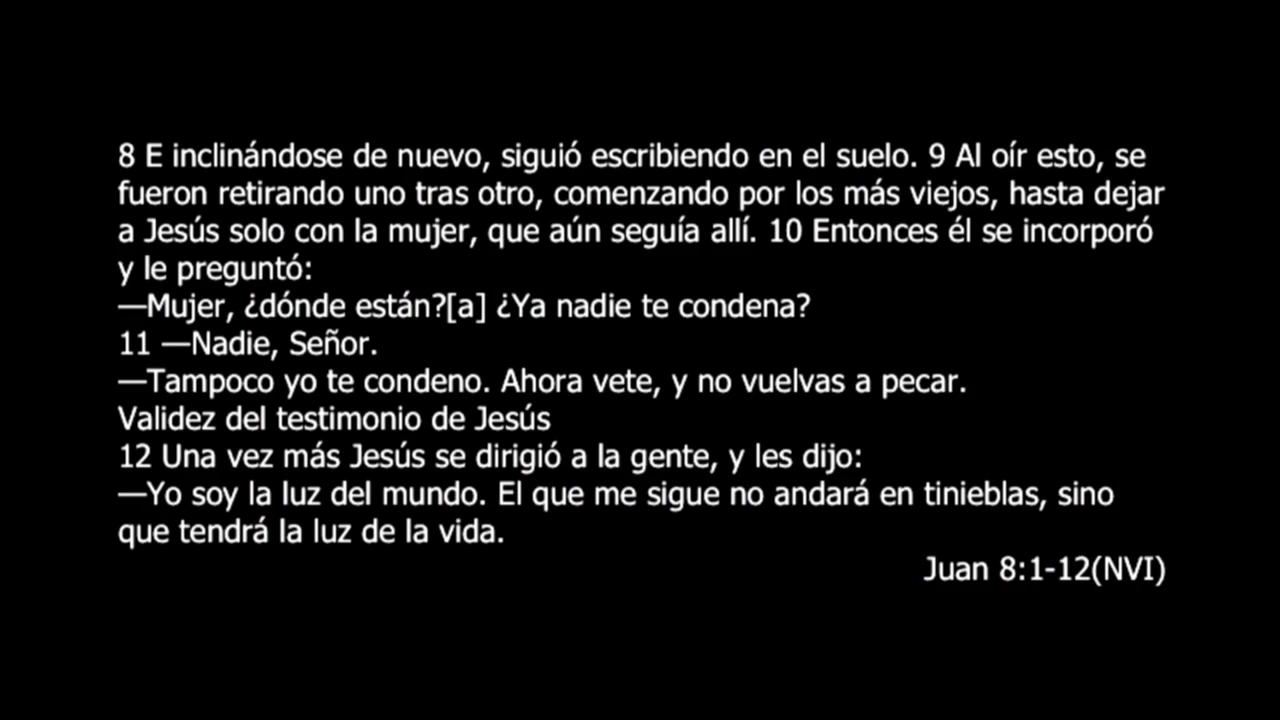 8 E inclinándose de nuevo, siguió escribiendo en el suelo. 9 Al oír esto, se
fueron retirando uno tras otro, comenzando por los más viejos, hasta dejar
a Jesús solo con la mujer, que aún seguía allí. 10 Entonces él se incorporó
y le preguntó:
—Mujer, ¿dónde están?[a] ¿Ya nadie te condena?
11 —Nadie, Señor.
—Tampoco yo te condeno. Ahora vete, y no vuelvas a pecar.
Validez del testimonio de Jesús
12 Una vez más Jesús se dirigió a la gente, y les dijo:
—Yo soy la luz del mundo. El que me sigue no andará en tinieblas, sino
que tendrá la luz de la vida.
Juan 8:1-12(NVI)